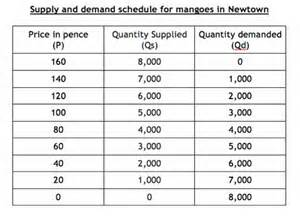 Supply and demand schedule for mangoes in Newtown
Price in pence Quantity Supplied Quantity demanded
(P) (Qs) (Qd)
160 8,000 0
140 7,000 1,000
120 6,000 2,000
100 5,000 3,000
80 4,000 4,000
60 3,000 5,000
40 2,000 6,000
20 1,000 7,000
0 0 8,000